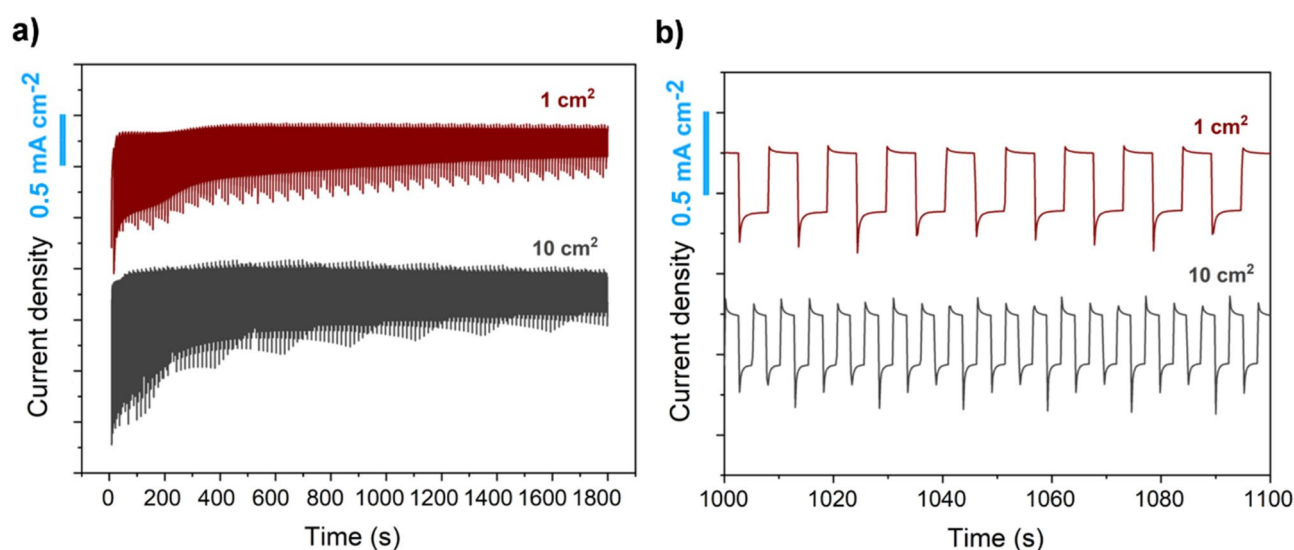 a)
0.5 mA cm-2
Current density
1 cm²
10 cm²
0 200 400 600 800 1000 1200 1400 1600 1800
Time (s)
b)
0.5 mA cm-2
Current density
1 cm²
10 cm²
1000 1020 1040 1060 1080 1100
Time (s)